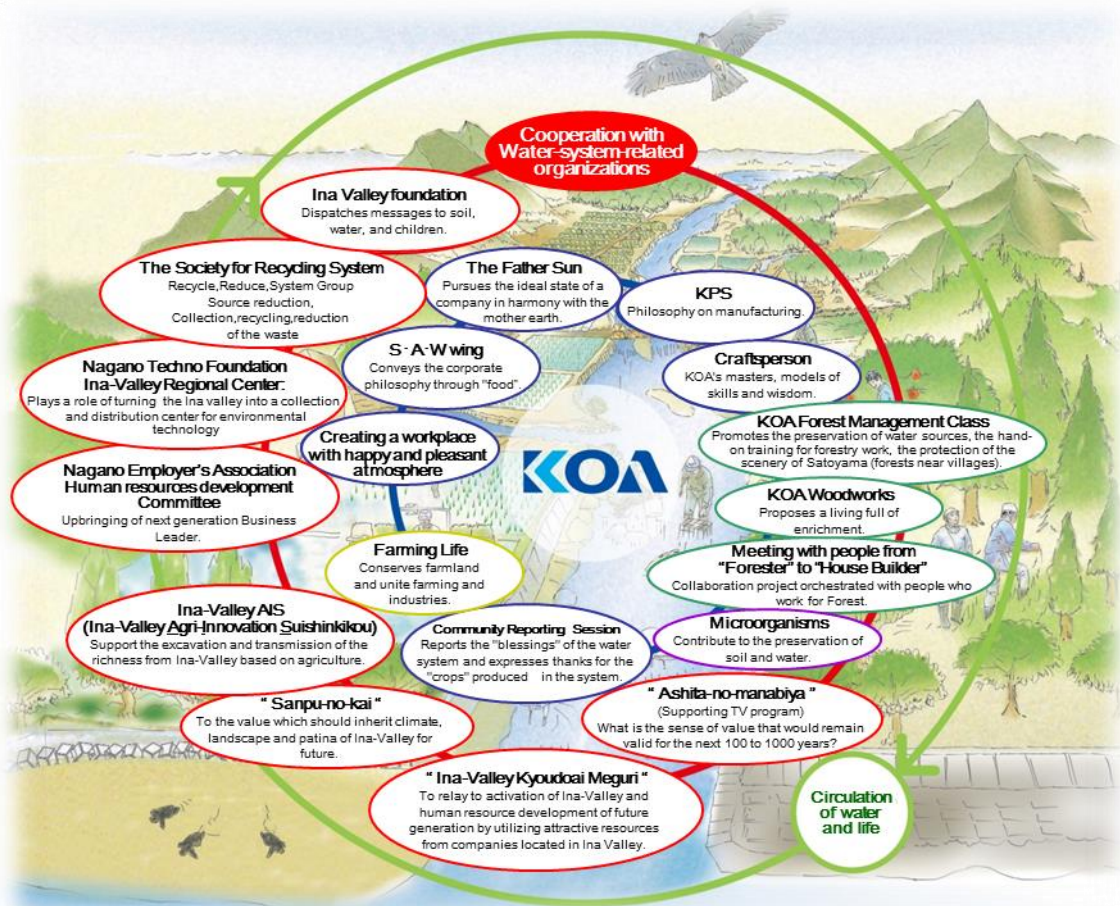 Cooperation with
Water-system-related
organizations
Ina Valley foundation
Dispatches messages to soil,
water, and children.
The Society for Recycling System
Recycle,Reduce,System Group
Source reduction,
Collection,recycling,reduction
of the waste
The Father Sun
Pursues the ideal state of a
company in harmony with the
mother earth.
KPS
Philosophy on manufacturing.
S・A・W wing
Conveys the corporate
philosophy through "food".
Craftsperson
KOA's masters, models of
skills and wisdom.
Nagano Techno Foundation
Ina-Valley Regional Center:
Plays a role of turning the Ina valley into a collection
and distribution center for environmental
technology
Creating a workplace
with happy and pleasant
atmosphere
KOA
KOA Forest Management Class
Promotes the preservation of water sources, the hand-
on training for forestry work, the protection of the
scenery of Satoyama (forests near villages).
Nagano Employer's Association
Human resources development
Committee
Upbringing of next generation Business
Leader.
KOA Woodworks
Proposes a living full of
enrichment.
Farming Life
Conserves farmland
and unite farming and
industries.
Meeting with people from
"Forester" to "House Builder"
Collaboration project orchestrated with people who
work for Forest.
Ina-Valley AIS
(Ina-Valley Agri-Innovation Suishinkikou)
Support the excavation and transmission of the
richness from Ina-Valley based on agriculture.
Community Reporting Session
Reports the "blessings" of the water
system and expresses thanks for the
"crops" produced in the system.
Microorganisms
Contribute to the preservation of
soil and water.
" Sanpu-no-kai "
To the value which should inherit climate,
landscape and patina of Ina-Valley for
future.
" Ashita-no-manabiya "
(Supporting TV program)
What is the sense of value that would remain
valid for the next 100 to 1000 years?
" Ina-Valley Kyoudoai Meguri "
To relay to activation of Ina-Valley and
human resource development of future
generation by utilizing attractive resources
from companies located in Ina Valley.
Circulation
of water
and life